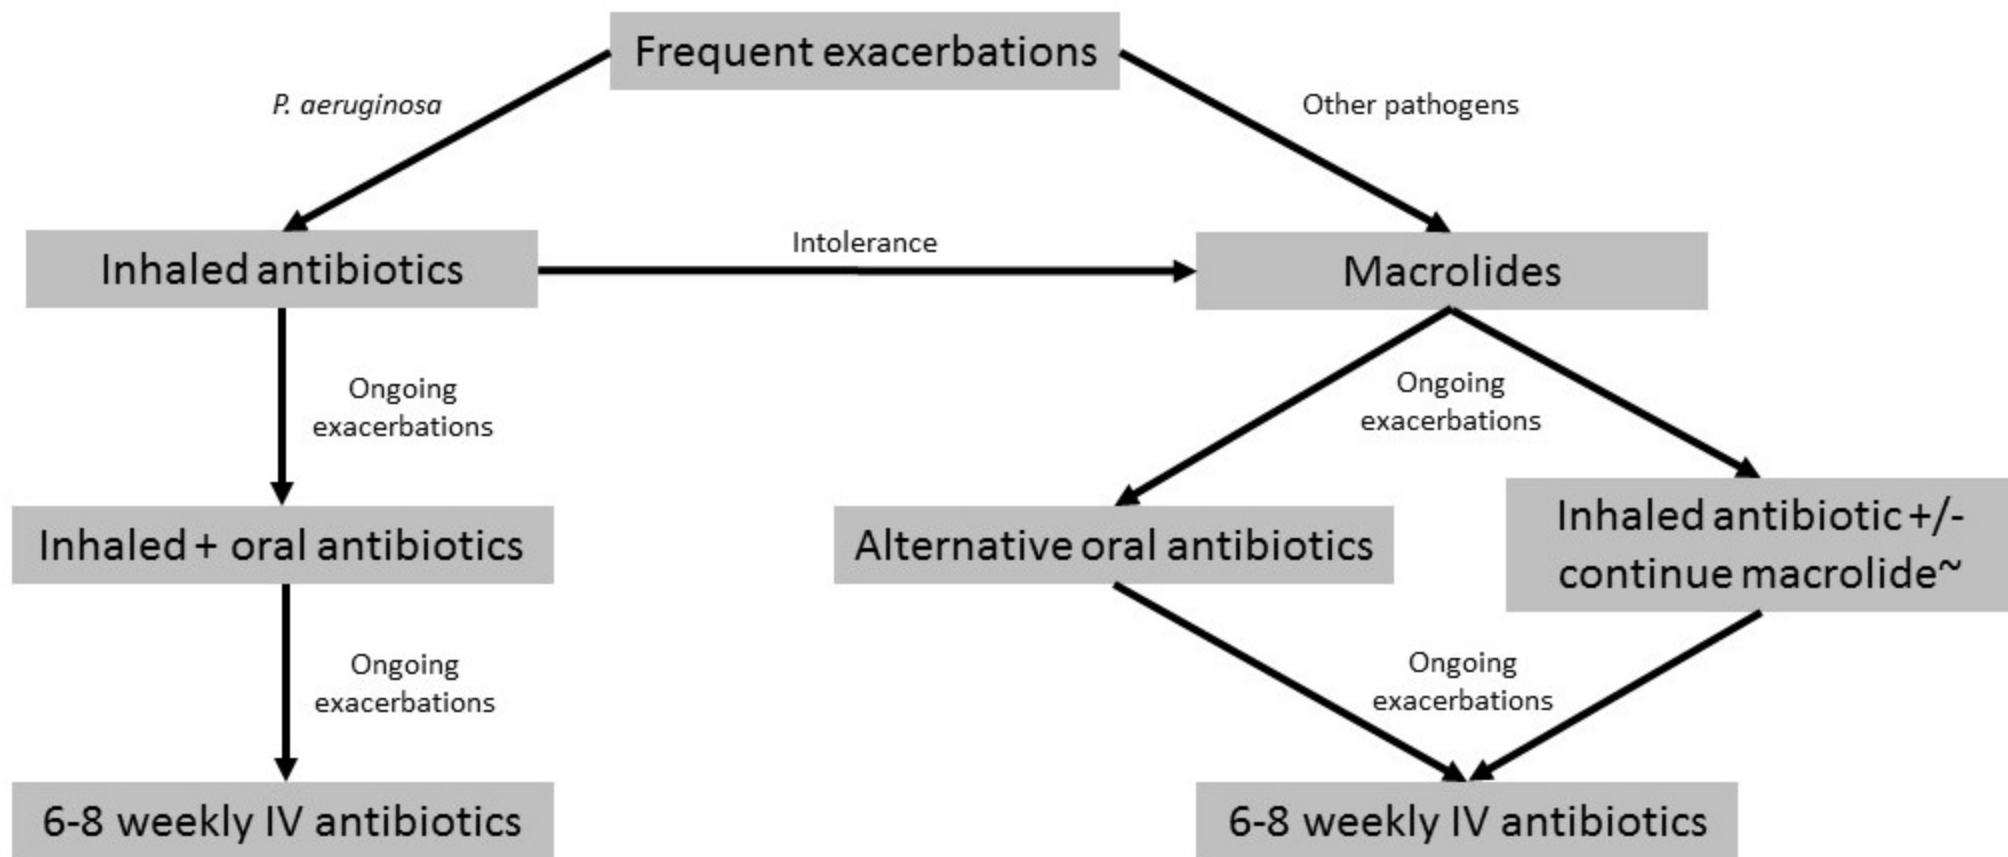 Frequent exacerbations
P. aeruginosa
Other pathogens
Inhaled antibiotics
Intolerance
Macrolides
Ongoing
exacerbations
Ongoing
exacerbations
Inhaled + oral antibiotics
Alternative oral antibiotics
Inhaled antibiotic +/-
continue macrolide~
Ongoing
exacerbations
Ongoing
exacerbations
6-8 weekly IV antibiotics
6-8 weekly IV antibiotics